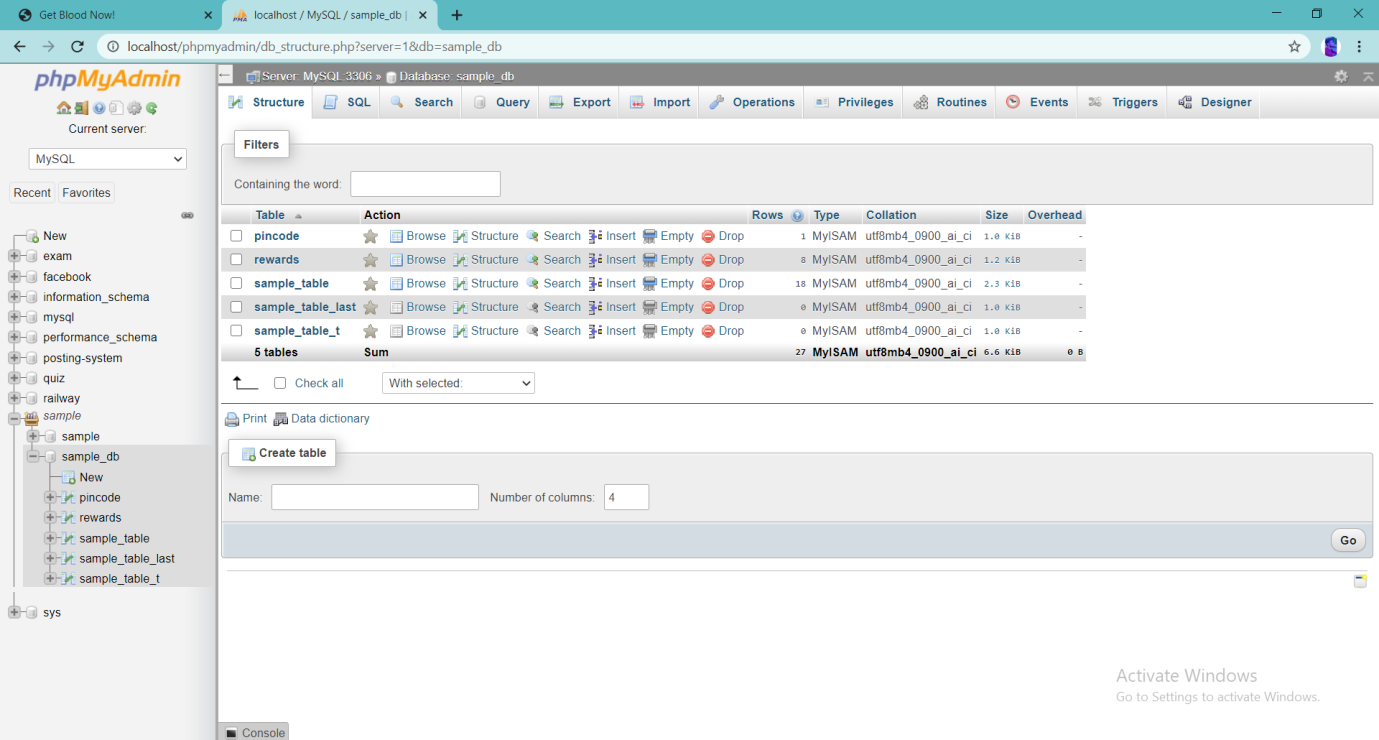 Get Blood Now!
localhost / MySQL / sample_db |
localhost/phpmyadmin/db_structure.php?server=1&db=sample_db
phpMyAdmin
Current server:
MySQL
Recent Favorites
New
exam
facebook
information_schema
mysql
performance_schema
posting-system
quiz
railway
sample
sample
sample_db
New
pincode
rewards
sample_table
sample_table_last
sample_table_t
sys
Server: MySQL:3306 » Database: sample_db
Structure SQL Search Query Export Import Operations Privileges Routines Events Triggers Designer
Filters
Containing the word:
Table Action Rows Type Collation Size Overhead
pincode Browse Structure Search Insert Empty Drop 1 MyISAM utf8mb4_0900_ai_ci 1.0 KiB -
rewards Browse Structure Search Insert Empty Drop 8 MyISAM utf8mb4_0900_ai_ci 1.2 KiB -
sample_table Browse Structure Search Insert Empty Drop 18 MyISAM utf8mb4_0900_ai_ci 2.3 KiB -
sample_table_last Browse Structure Search Insert Empty Drop 0 MyISAM utf8mb4_0900_ai_ci 1.0 KiB -
sample_table_t Browse Structure Search Insert Empty Drop 0 MyISAM utf8mb4_0900_ai_ci 1.0 KiB -
5 tables Sum 27 MyISAM utf8mb4_0900_ai_ci 6.6 KiB 0 B
Check all With selected:
Print Data dictionary
Create table
Name: Number of columns: 4
Go
Activate Windows
Go to Settings to activate Windows.
Console